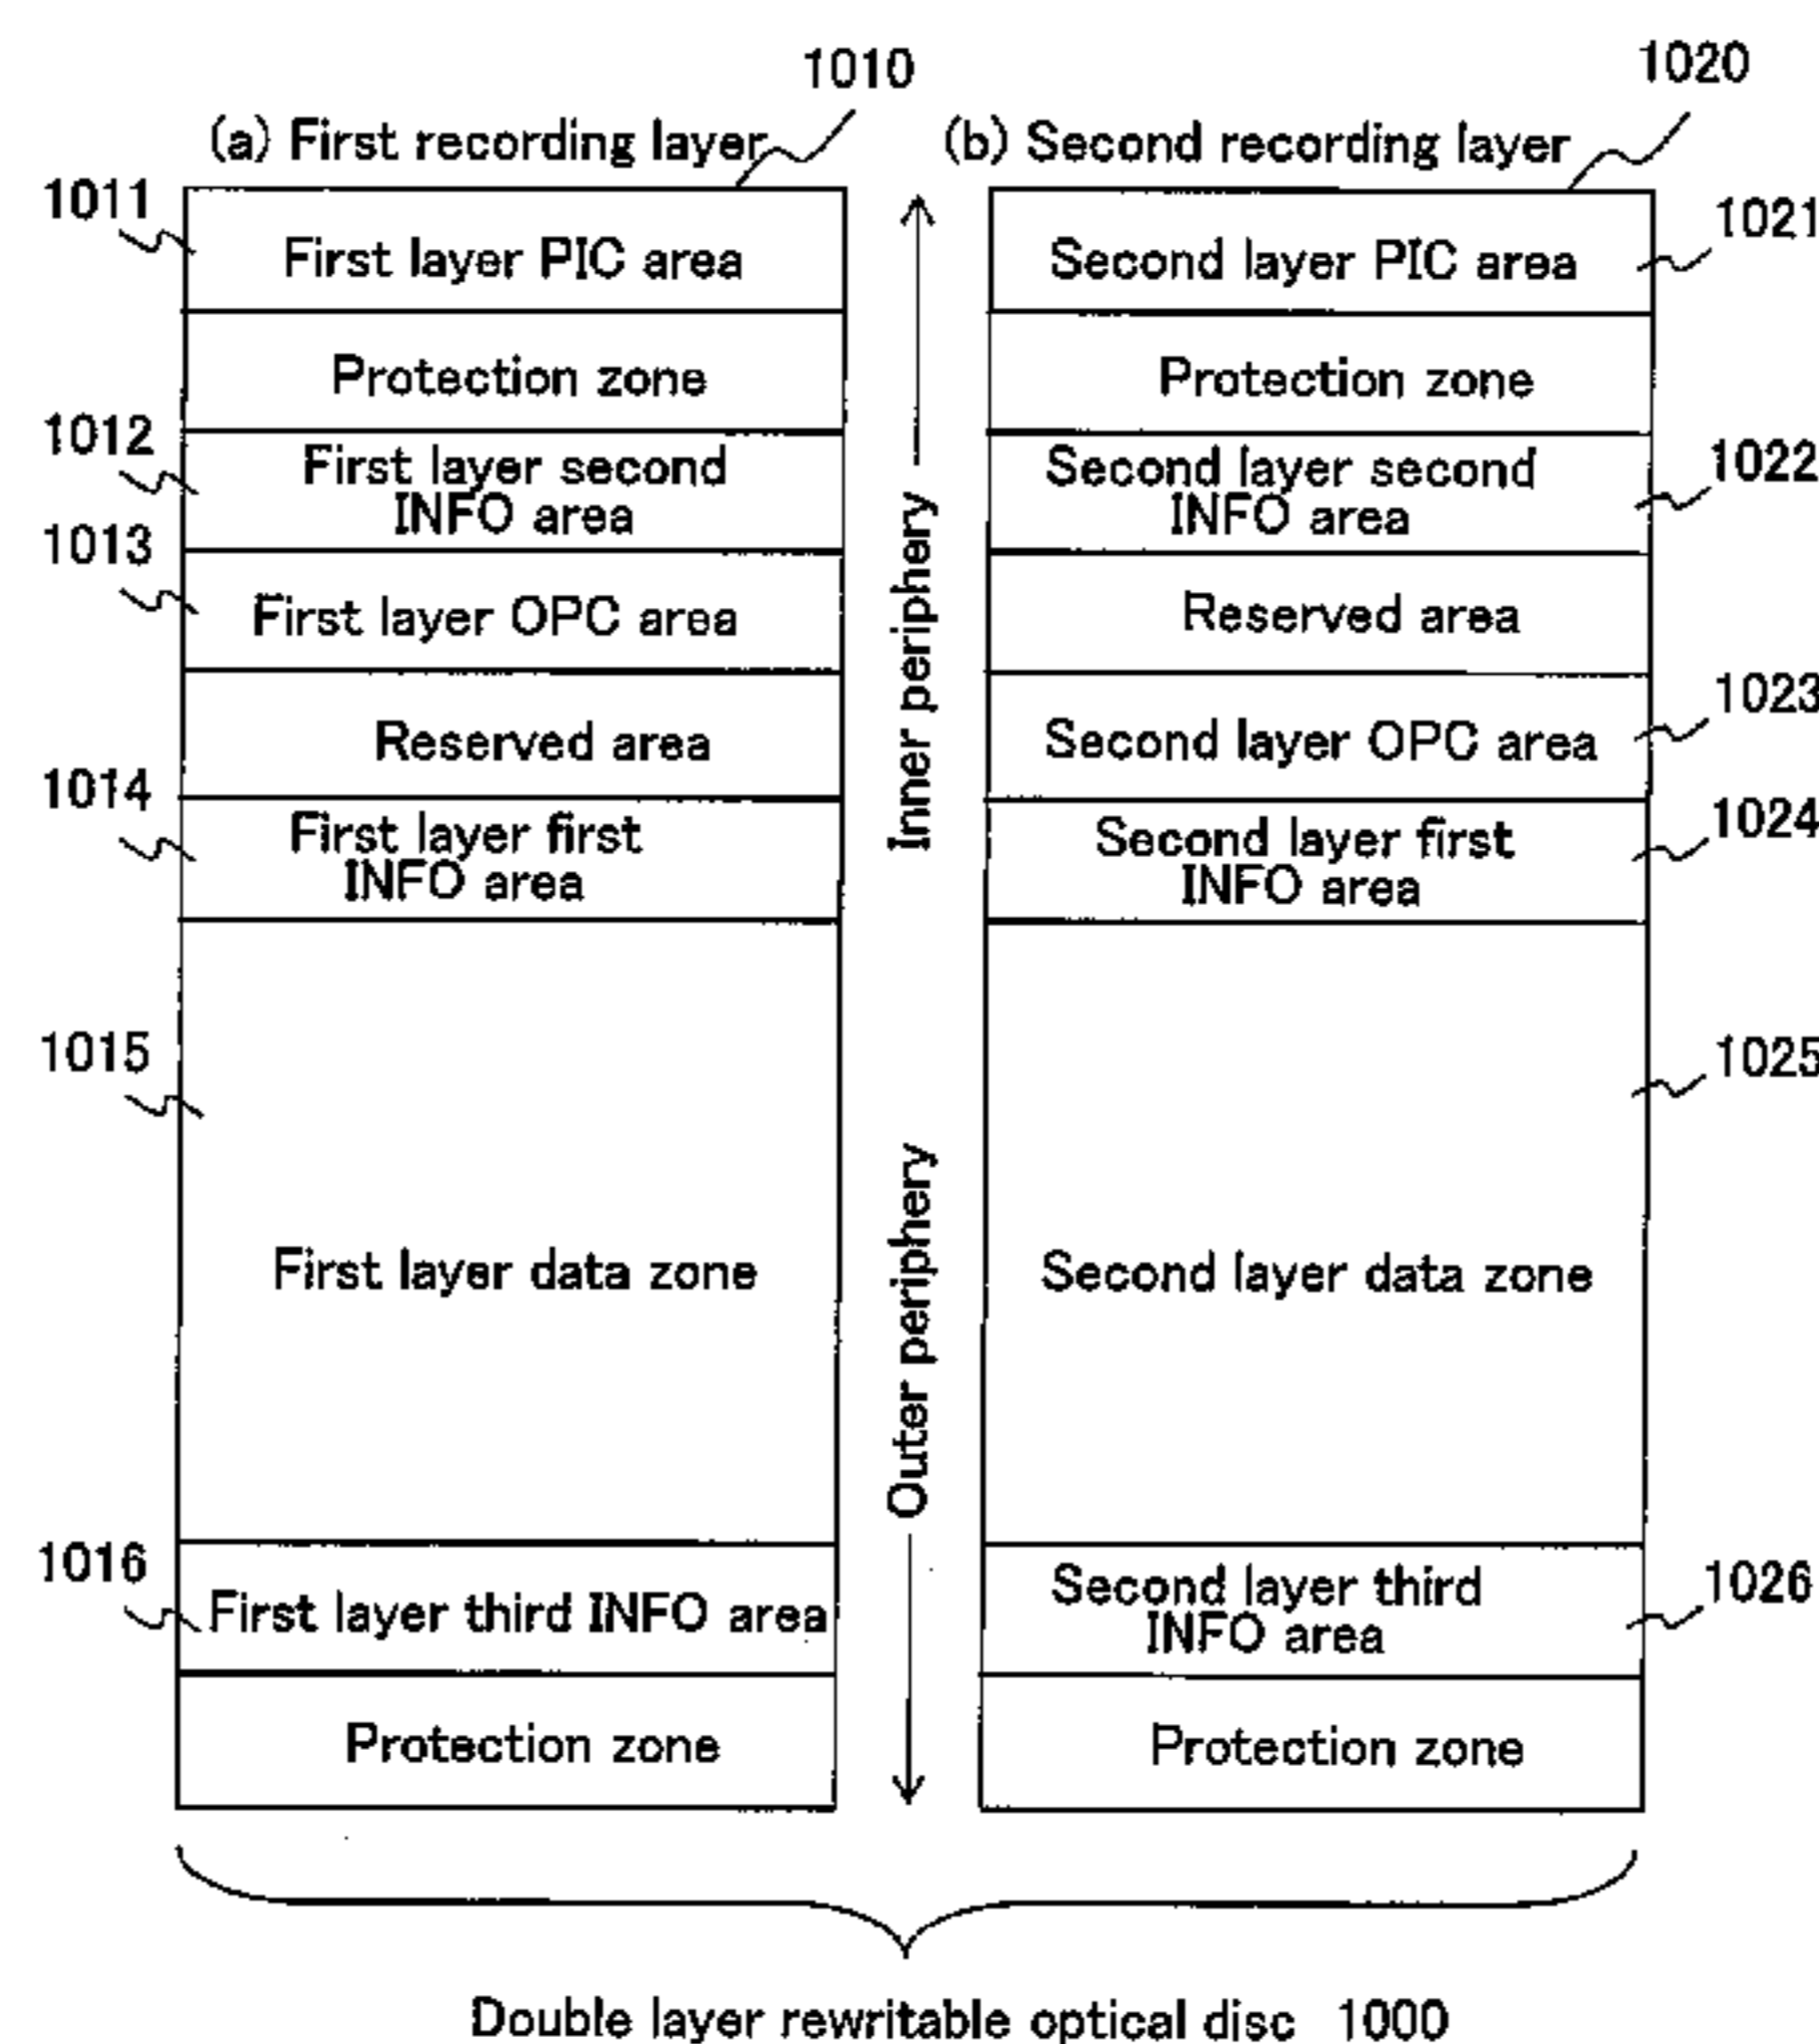 1010
1020
(a) First recording layer
(b) Second recording layer
1011
First layer PIC area
Protection zone
1012
First layer second
INFO area
1013
First layer OPC area
Reserved area
1014
First layer first
INFO area
1015
First layer data zone
1016
First layer third INFO area
Protection zone
Inner periphery
Outer periphery
1021
Second layer PIC area
Protection zone
1022
Second layer second
INFO area
Reserved area
1023
Second layer OPC area
1024
Second layer first
INFO area
1025
Second layer data zone
1026
Second layer third
INFO area
Protection zone
Double layer rewritable optical disc 1000